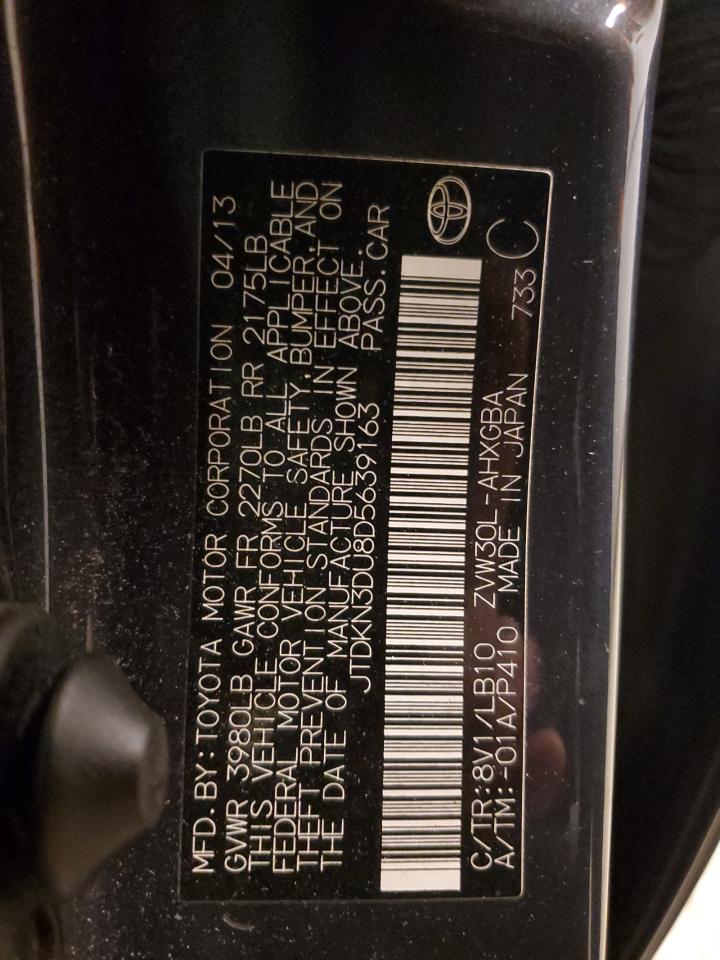 MFD. BY: TOYOTA MOTOR CORPORATION 04/13
GVWR 3980LB GAWR FR 2270LB RR 2175LB
THIS VEHICLE CONFORMS TO ALL APPLICABLE
FEDERAL MOTOR VEHICLE SAFETY, BUMPER, AND
THEFT PREVENTION STANDARDS IN EFFECT ON
THE DATE OF MANUFACTURE SHOWN ABOVE.
JTDKN3DU8D5639163 PASS. CAR
C/TR: 8V1/LB10 ZVW30L-AHXGBA
A/TM: -01A/P410 MADE IN JAPAN 733 C